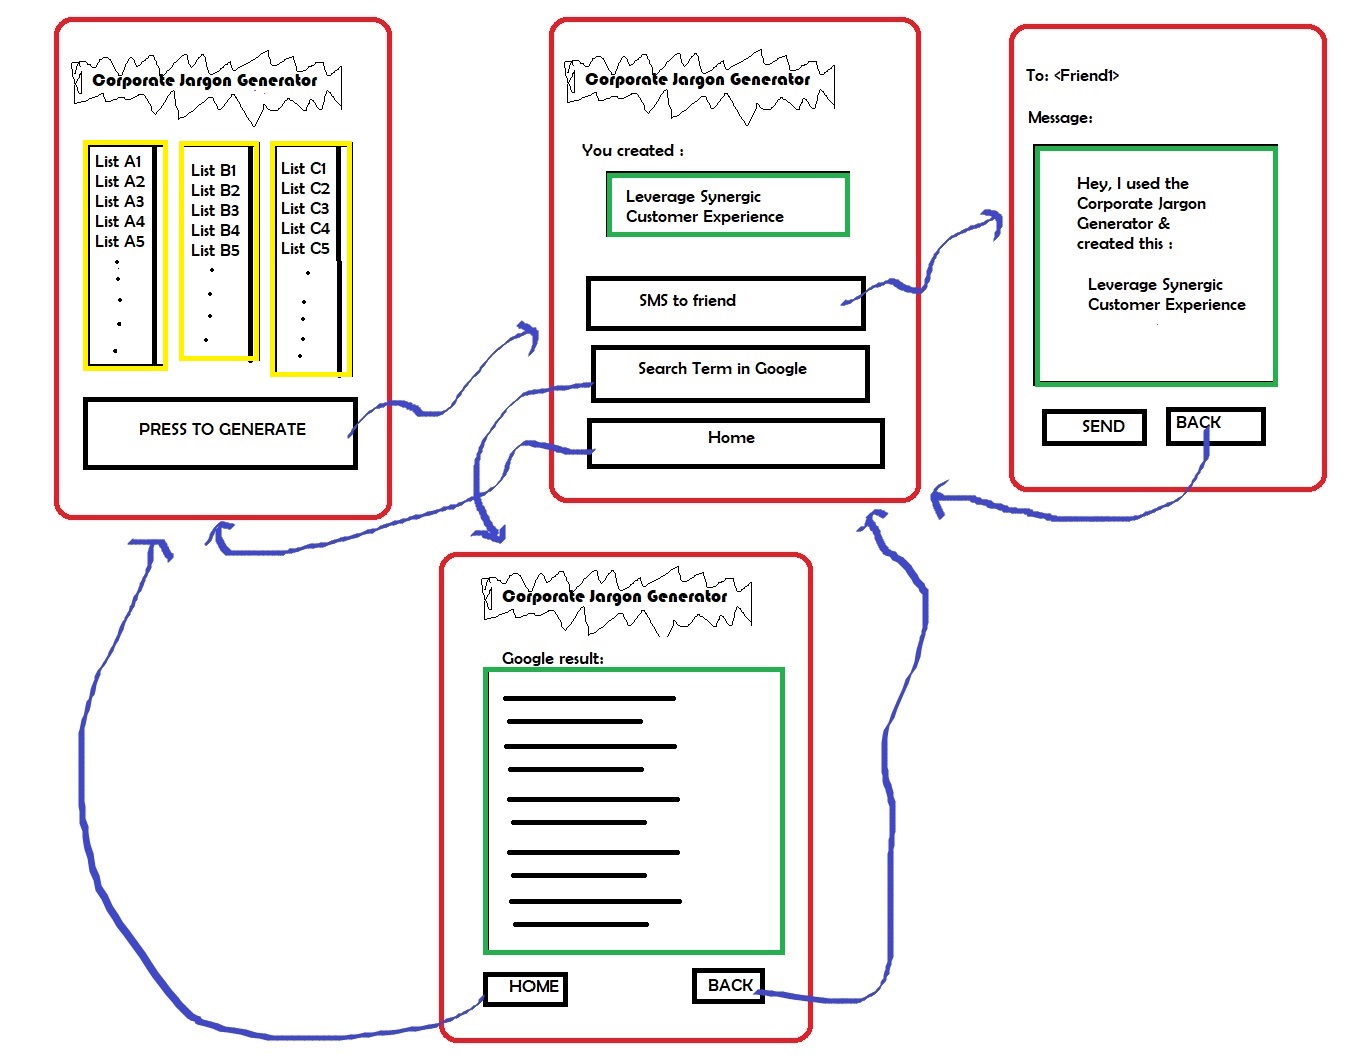 Corporate Jargon Generator
List A1
List A2
List A3
List A4
List A5
List B1
List B2
List B3
List B4
List B5
List C1
List C2
List C3
List C4
List C5
PRESS TO GENERATE
Corporate Jargon Generator
You created :
Leverage Synergic
Customer Experience
SMS to friend
Search Term in Google
Home
To: <Friend1>
Message:
Hey, I used the
Corporate Jargon
Generator &
created this :
Leverage Synergic
Customer Experience
SEND
BACK
Corporate Jargon Generator
Google result:
HOME
BACK